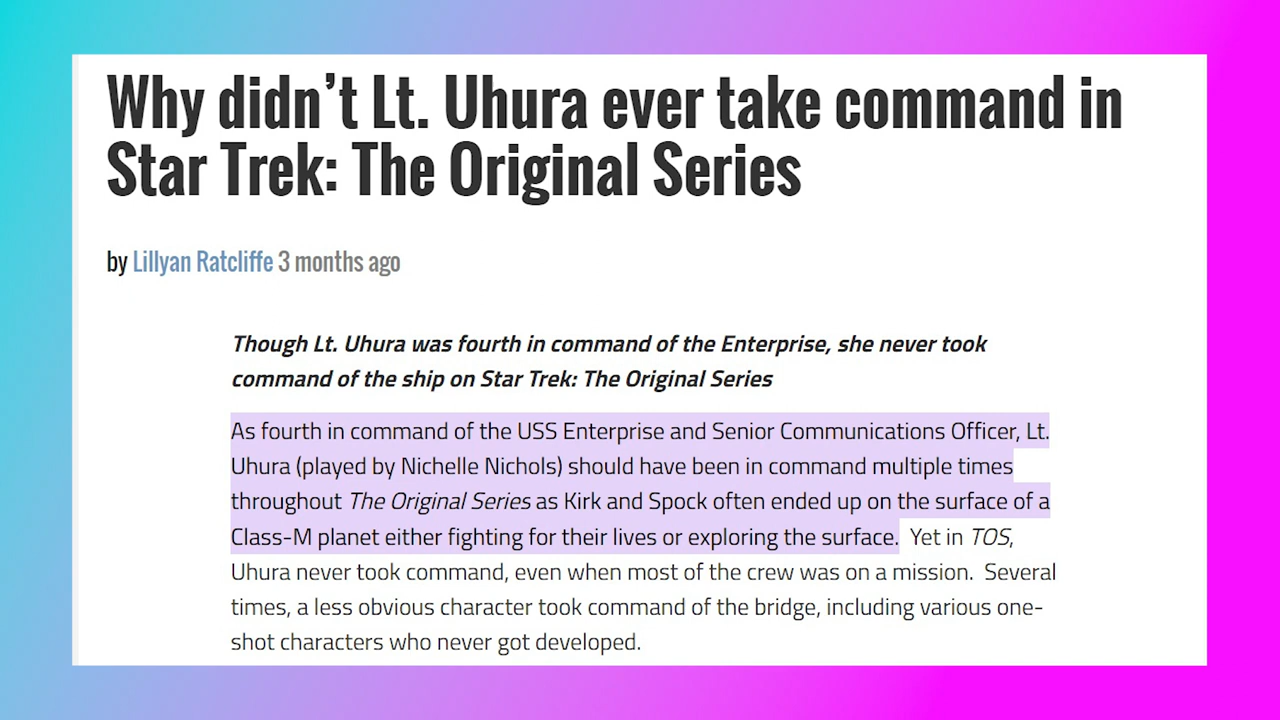 Why didn’t Lt. Uhura ever take command in
Star Trek: The Original Series
by Lillyan Ratcliffe 3 months ago
Though Lt. Uhura was fourth in command of the Enterprise, she never took
command of the ship on Star Trek: The Original Series
As fourth in command of the USS Enterprise and Senior Communications Officer, Lt.
Uhura (played by Nichelle Nichols) should have been in command multiple times
throughout The Original Series as Kirk and Spock often ended up on the surface of a
Class-M planet either fighting for their lives or exploring the surface. Yet in TOS,
Uhura never took command, even when most of the crew was on a mission. Several
times, a less obvious character took command of the bridge, including various one-
shot characters who never got developed.